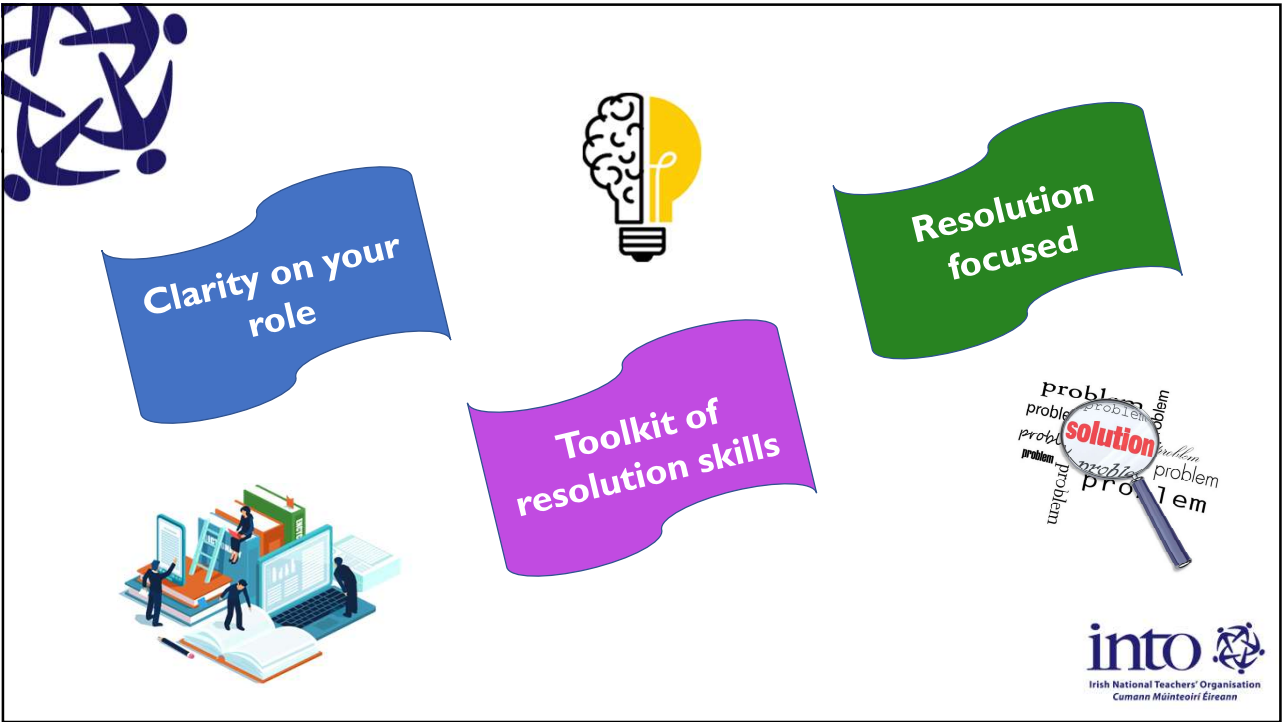 Clarity on your
role
Toolkit of
resolution skills
Resolution
focused
problem
problem
problem
solution
problem
problem
problem
problem
problem
into
Irish National Teachers' Organisation
Cumann Múinteoirí Éireann